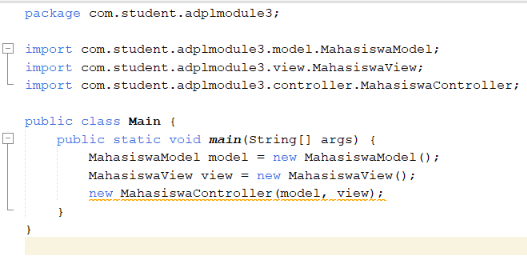 package com.student.adplmodule3;
import com.student.adplmodule3.model.MahasiswaModel;
import com.student.adplmodule3.view.MahasiswaView;
import com.student.adplmodule3.controller.MahasiswaController;
public class Main {
public static void main(String[] args) {
MahasiswaModel model = new MahasiswaModel();
MahasiswaView view = new MahasiswaView();
new MahasiswaController(model, view);
}
}